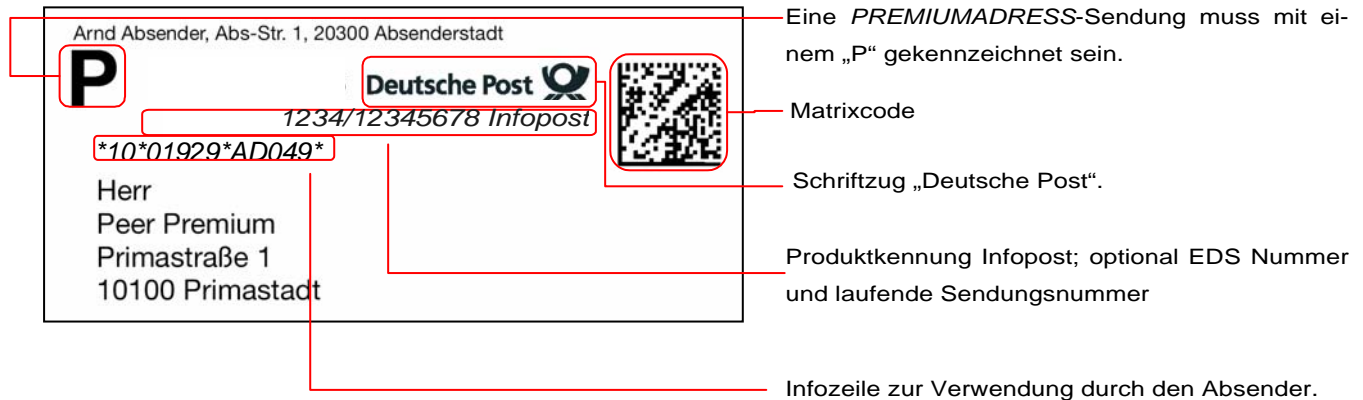 Arnd Absender, Abs-Str. 1, 20300 Absenderstadt
P
Deutsche Post
1234/12345678 Infopost
*10*01929*AD049*
Herr
Peer Premium
Primastraße 1
10100 Primastadt
Eine PREMIUMADRESS-Sendung muss mit ei-
nem „P“ gekennzeichnet sein.
Matrixcode
Schriftzug „Deutsche Post“.
Produktkennung Infopost; optional EDS Nummer
und laufende Sendungsnummer
Infozeile zur Verwendung durch den Absender.